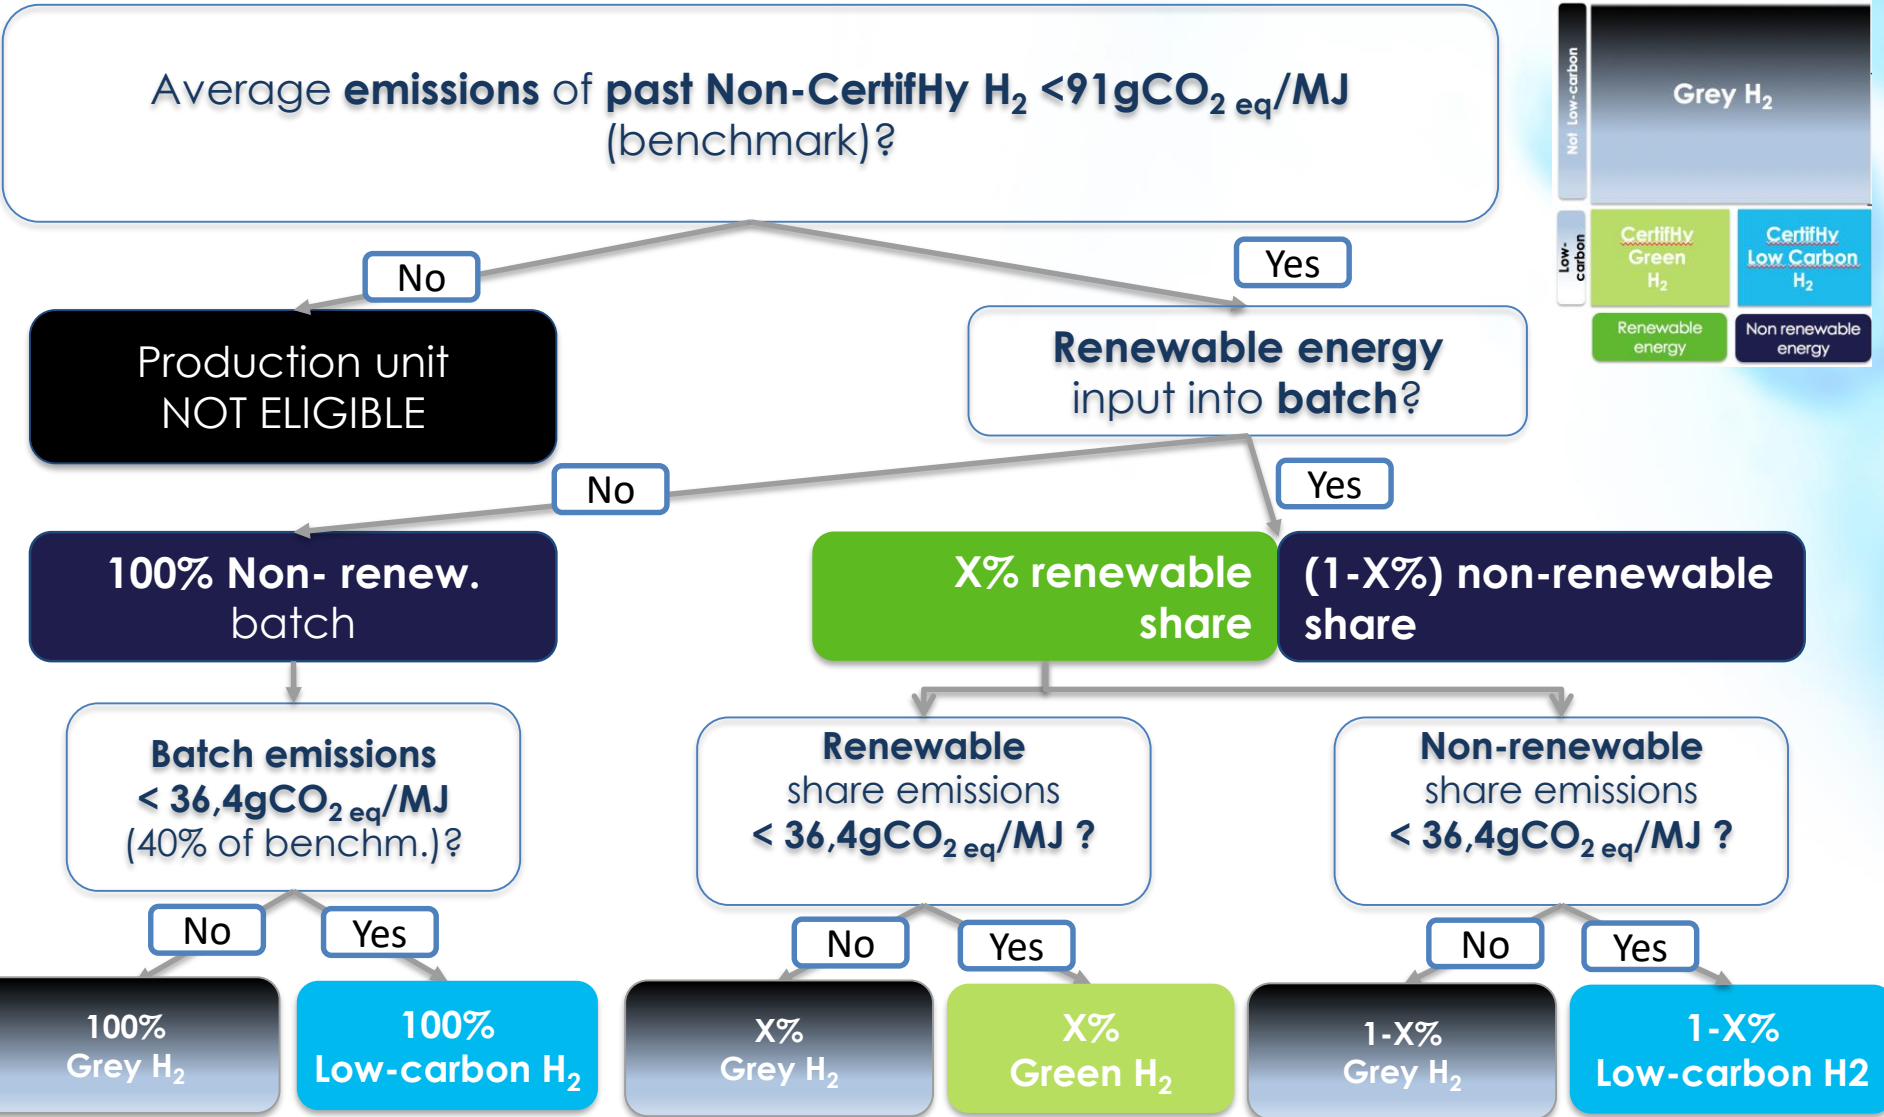 Average emissions of past Non-CertifHy H2 <91gCO2 eq/MJ
(benchmark)?
Not Low-carbon
Grey H2
Low-
carbon
CertifHy
Green
H2
CertifHy
Low Carbon
H2
Renewable
energy
Non renewable
energy
No
Yes
Production unit
NOT ELIGIBLE
Renewable energy
input into batch?
No
Yes
100% Non- renew.
batch
X% renewable
share
(1-X%) non-renewable
share
Batch emissions
< 36,4gCO2 eq/MJ
(40% of benchm.)?
Renewable
share emissions
< 36,4gCO2 eq/MJ ?
Non-renewable
share emissions
< 36,4gCO2 eq/MJ ?
No
Yes
No
Yes
No
Yes
100%
Grey H2
100%
Low-carbon H2
X%
Grey H2
X%
Green H2
1-X%
Grey H2
1-X%
Low-carbon H2